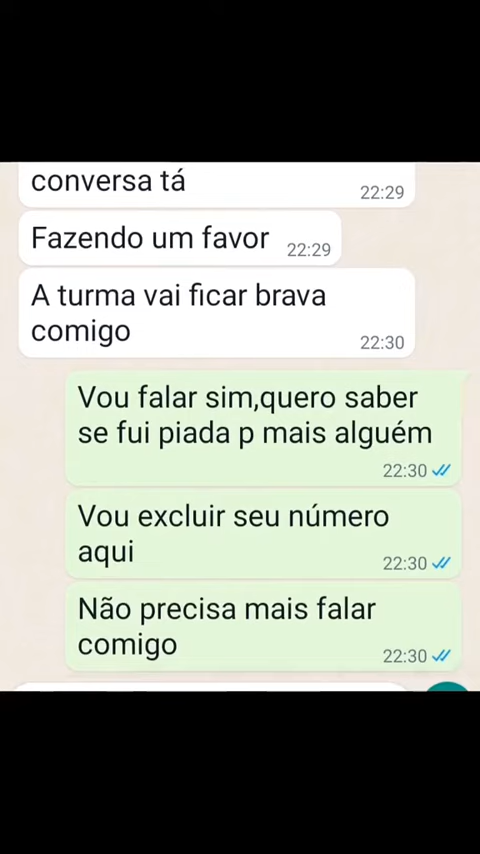 conversa tá
22:29
Fazendo um favor
22:29
A turma vai ficar brava
comigo
22:30
Vou falar sim,quero saber
se fui piada p mais alguém
22:30
Vou excluir seu número
aqui
22:30
Não precisa mais falar
comigo
22:30